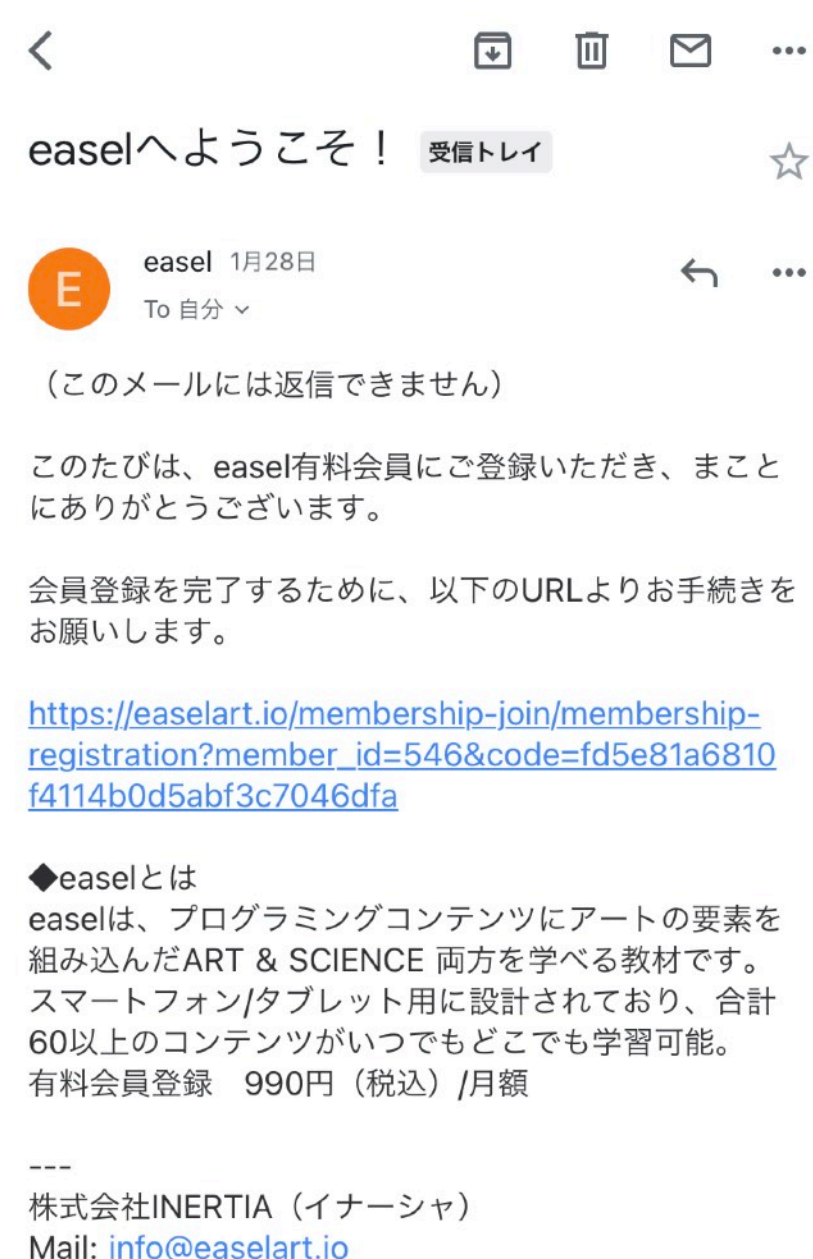 easelへようこそ！ 受信トレイ
E
easel 1月28日
To 自分
（このメールには返信できません）
このたびは、easel有料会員にご登録いただき、まこと
にありがとうございます。
会員登録を完了するために、以下のURLよりお手続きを
お願いします。
https://easelart.io/membership-join/membership-
registration?member_id=546&code=fd5e81a6810
f4114b0d5abf3c7046dfa
◆easelとは
easelは、プログラミングコンテンツにアートの要素を
組み込んだART & SCIENCE 両方を学べる教材です。
スマートフォン/タブレット用に設計されており、合計
60以上のコンテンツがいつでもどこでも学習可能。
有料会員登録　990円（税込）/月額
---
株式会社INERTIA（イナーシャ）
Mail: info@easelart.io